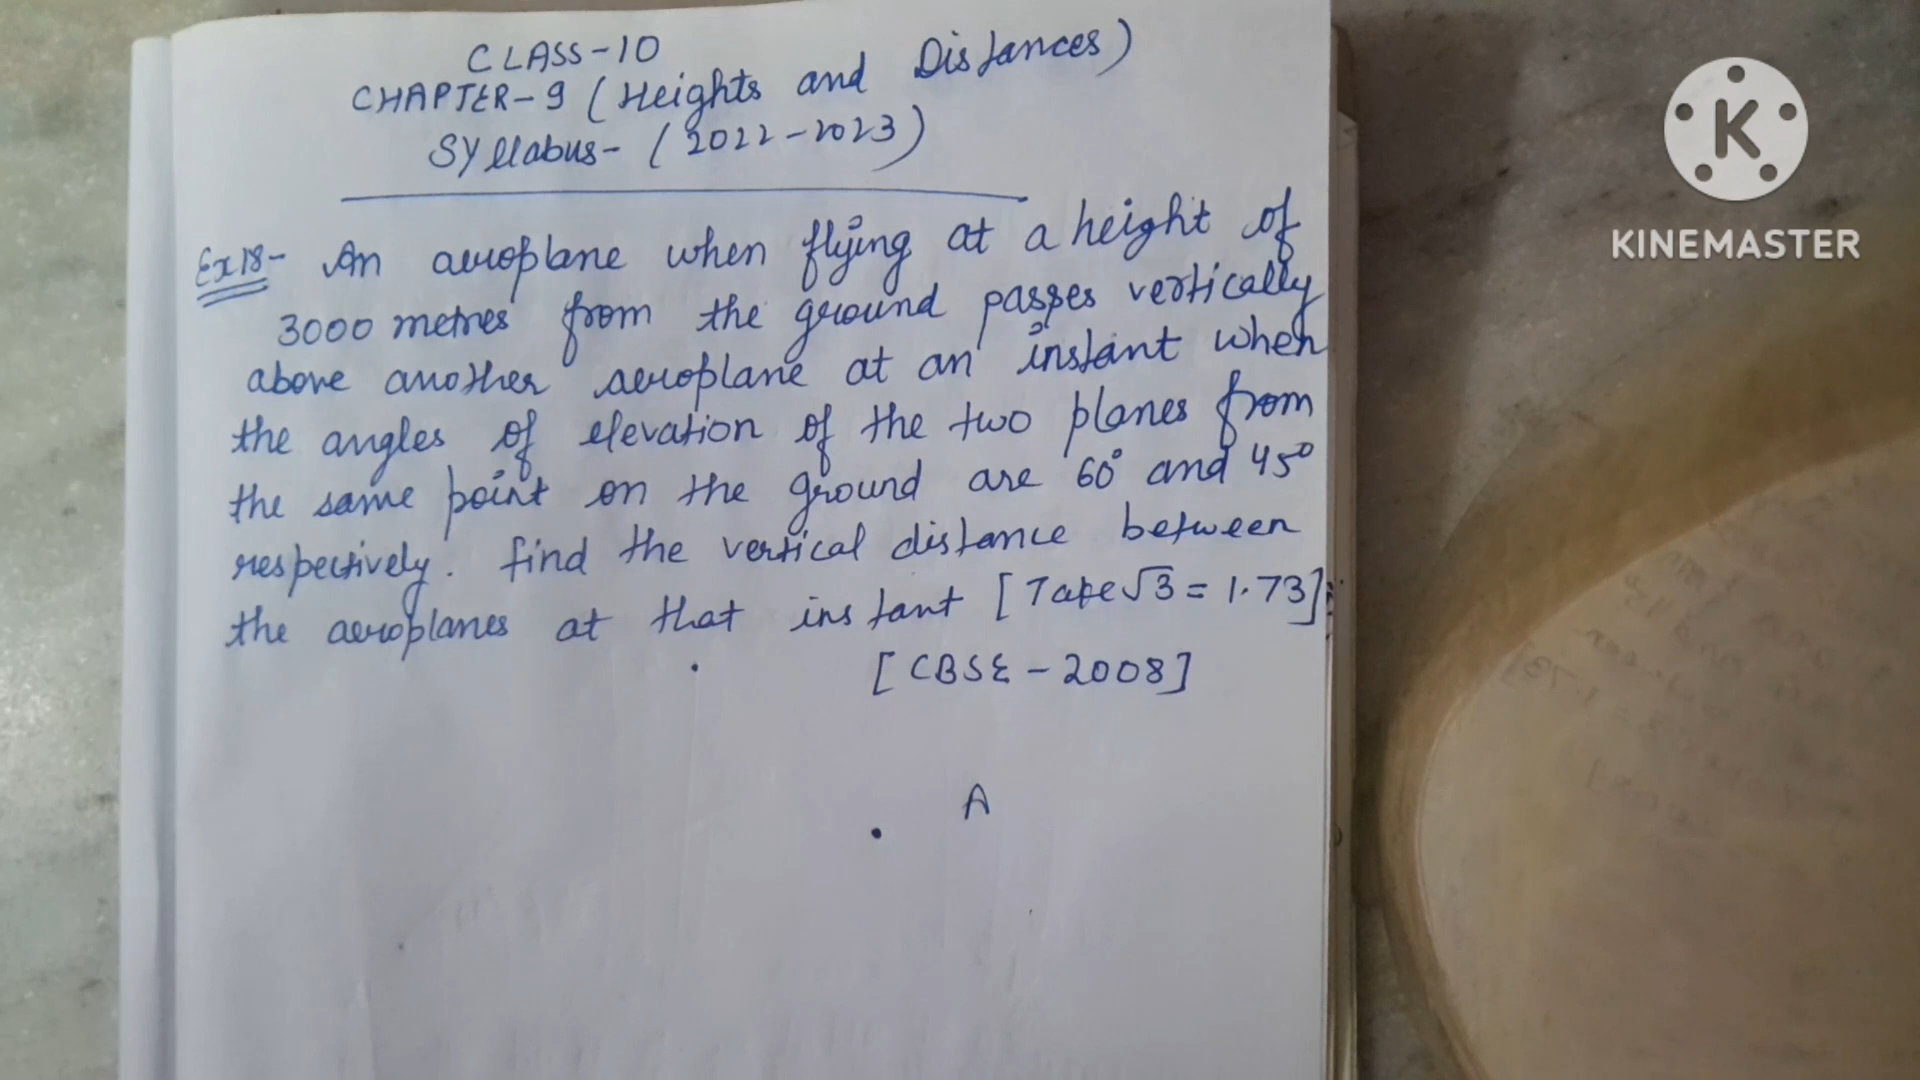 CLASS-10
CHAPTER-9 (Heights and Distances)
Syllabus- (2022-2023)
Ex18- An aeroplane when flying at a height of
3000 metres from the ground passes vertically
above another aeroplane at an instant when
the angles of elevation of the two planes from
the same point on the ground are 60° and 45°
respectively. find the vertical distance between
the aeroplanes at that instant [Take √3 = 1.73]
[CBSE-2008]
A
K
KINEMASTER